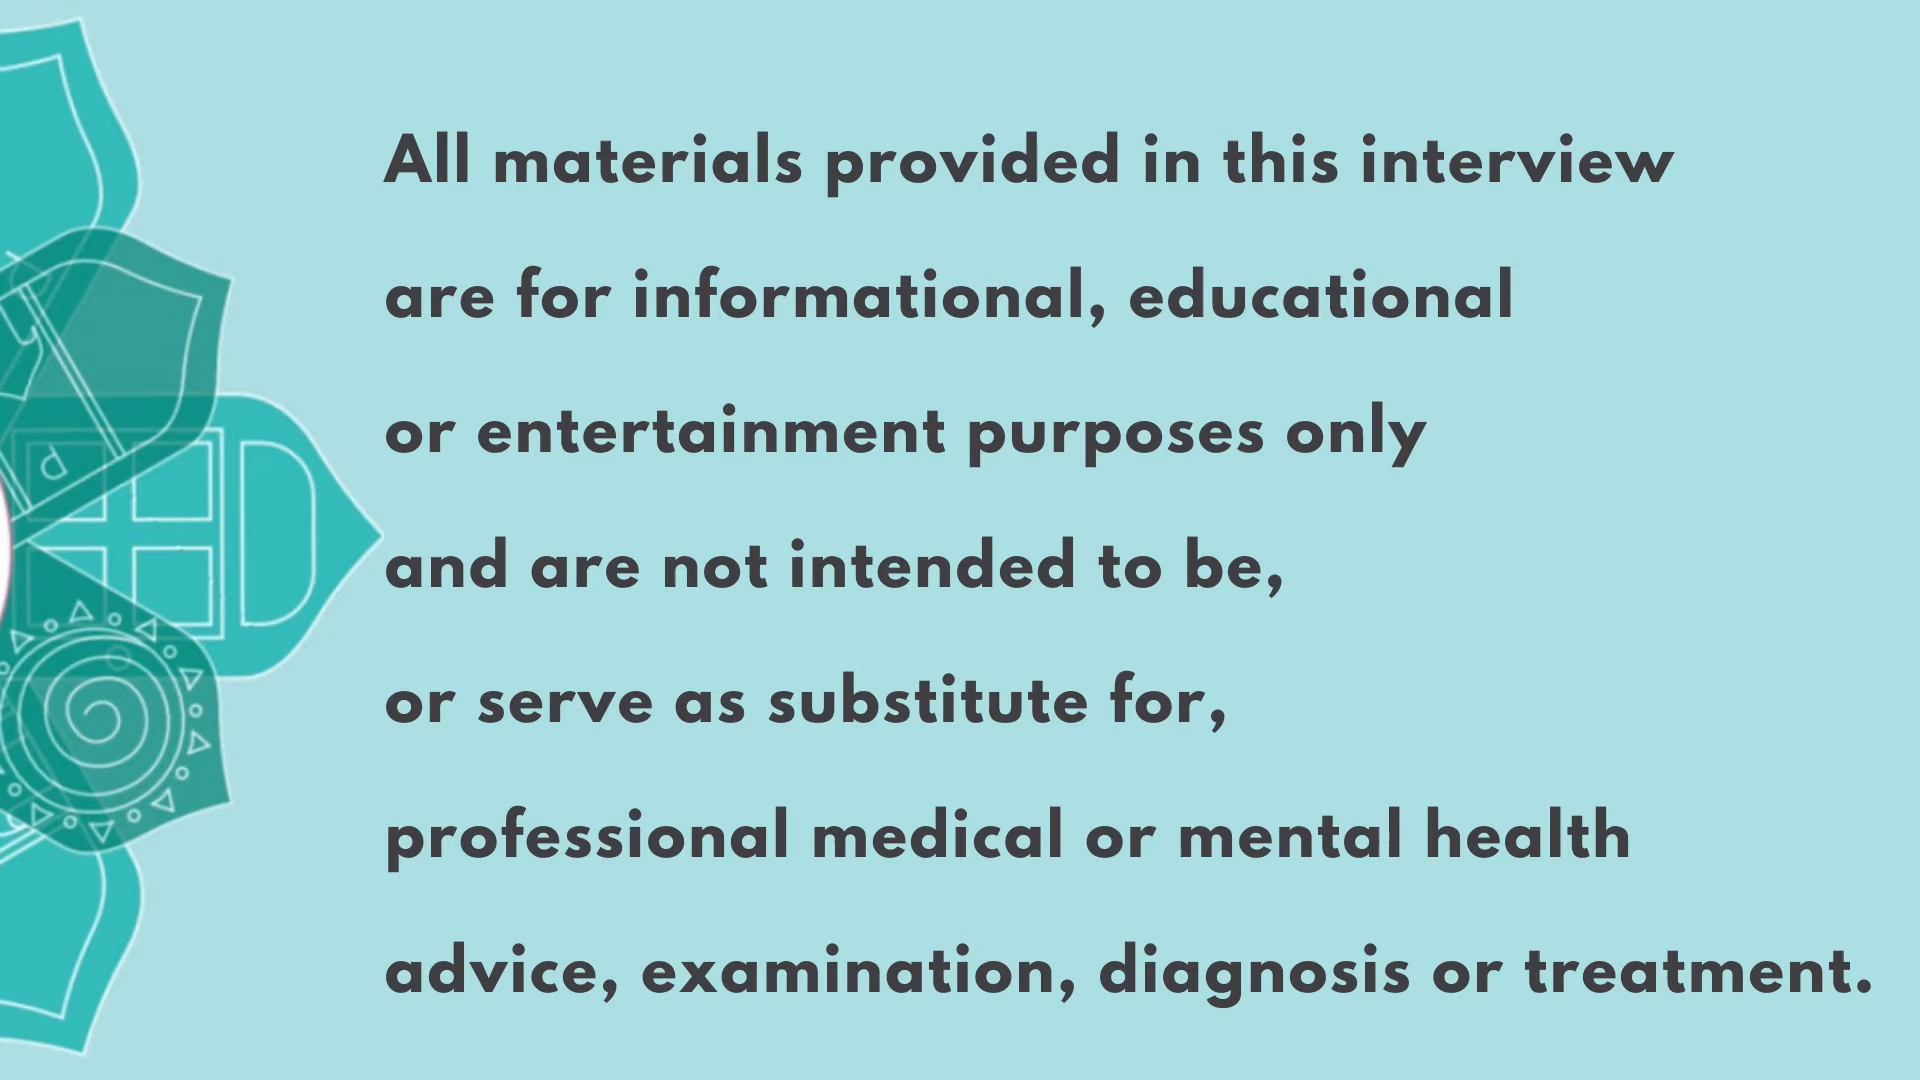 All materials provided in this interview
are for informational, educational
or entertainment purposes only
and are not intended to be,
or serve as substitute for,
professional medical or mental health
advice, examination, diagnosis or treatment.